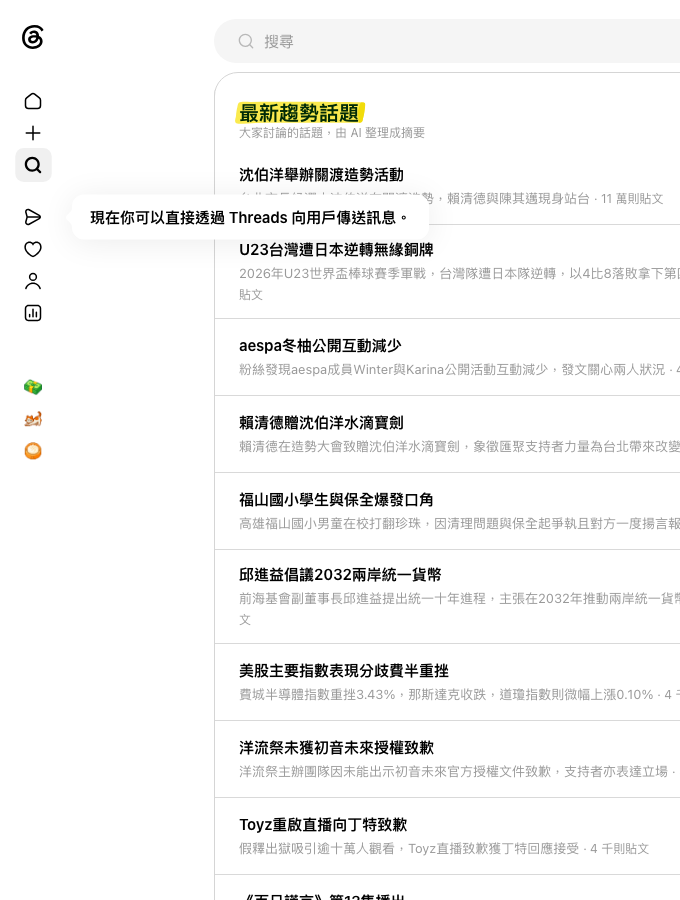 搜尋
最新趨勢話題
大家討論的話題，由 AI 整理成摘要
沈伯洋舉辦關渡造勢活動
勢，賴清德與陳其邁現身站台 · 11 萬則貼文
現在你可以直接透過 Threads 向用戶傳送訊息。
U23台灣遭日本逆轉無緣銅牌
2026年U23世界盃棒球賽季軍戰，台灣隊遭日本隊逆轉，以4比8落敗拿下第
貼文
aespa冬柚公開互動減少
粉絲發現aespa成員Winter與Karina公開活動互動減少，發文關心兩人狀況 · 4
賴清德贈沈伯洋水滴寶劍
賴清德在造勢大會致贈沈伯洋水滴寶劍，象徵匯聚支持者力量為台北帶來改變
福山國小學生與保全爆發口角
高雄福山國小男童在校打翻珍珠，因清理問題與保全起爭執且對方一度揚言報
邱進益倡議2032兩岸統一貨幣
前海基會副董事長邱進益提出統一十年進程，主張在2032年推動兩岸統一貨幣
文
美股主要指數表現分歧費半重挫
費城半導體指數重挫3.43%，那斯達克收跌，道瓊指數則微幅上漲0.10% · 4 千
洋流祭未獲初音未來授權致歉
洋流祭主辦團隊因未能出示初音未來官方授權文件致歉，支持者亦表達立場 ·
Toyz重啟直播向丁特致歉
假釋出獄吸引逾十萬人觀看，Toyz直播致歉獲丁特回應接受 · 4 千則貼文